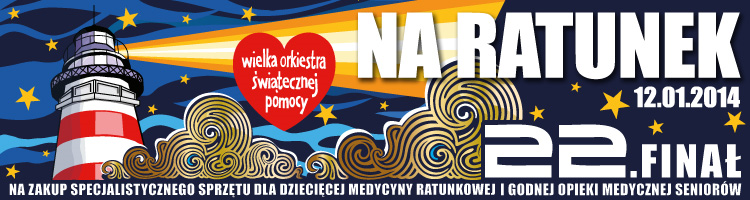 wielka orkiestra
świątecznej
pomocy
NA RATUNEK
12.01.2014
22.FINAŁ
NA ZAKUP SPECJALISTYCZNEGO SPRZĘTU DLA DZIECIĘCEJ MEDYCYNY RATUNKOWEJ I GODNEJ OPIEKI MEDYCZNEJ SENIORÓW